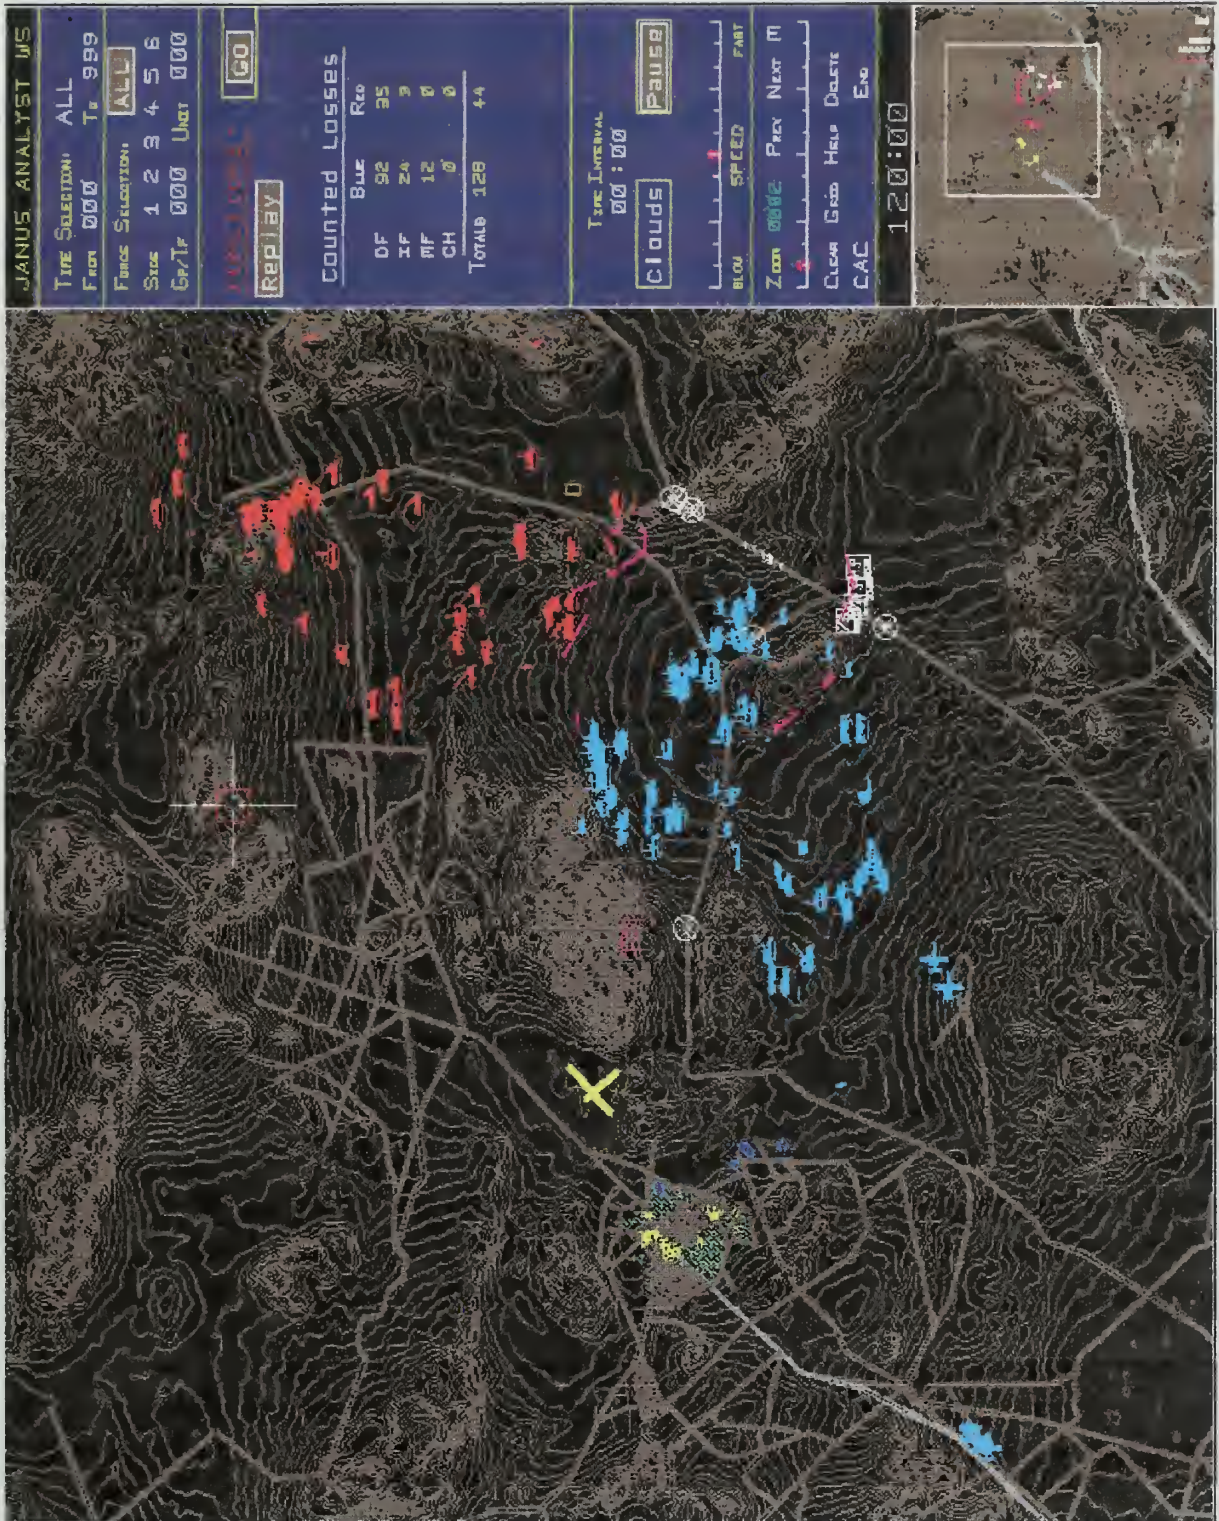 JANUS ANALYST WS
TIME SELECTION: ALL
FROM 000 TO 999
FORCE SELECTION: ALL
SIDE 1 2 3 4 5 6
GP/TF 000 UNIT 000
GO
Replay
Counted Losses
BLUE RED
DF 92 35
IF 24 9
MF 12 0
CH 0 0
TOTALS 128 44
TIME INTERVAL
00:00
Clouds Pause
SLOW SPEED FAST
ZOOM 0002 PREV NEXT M
CLEAR GRID HELP DELETE
CAC END
120:00